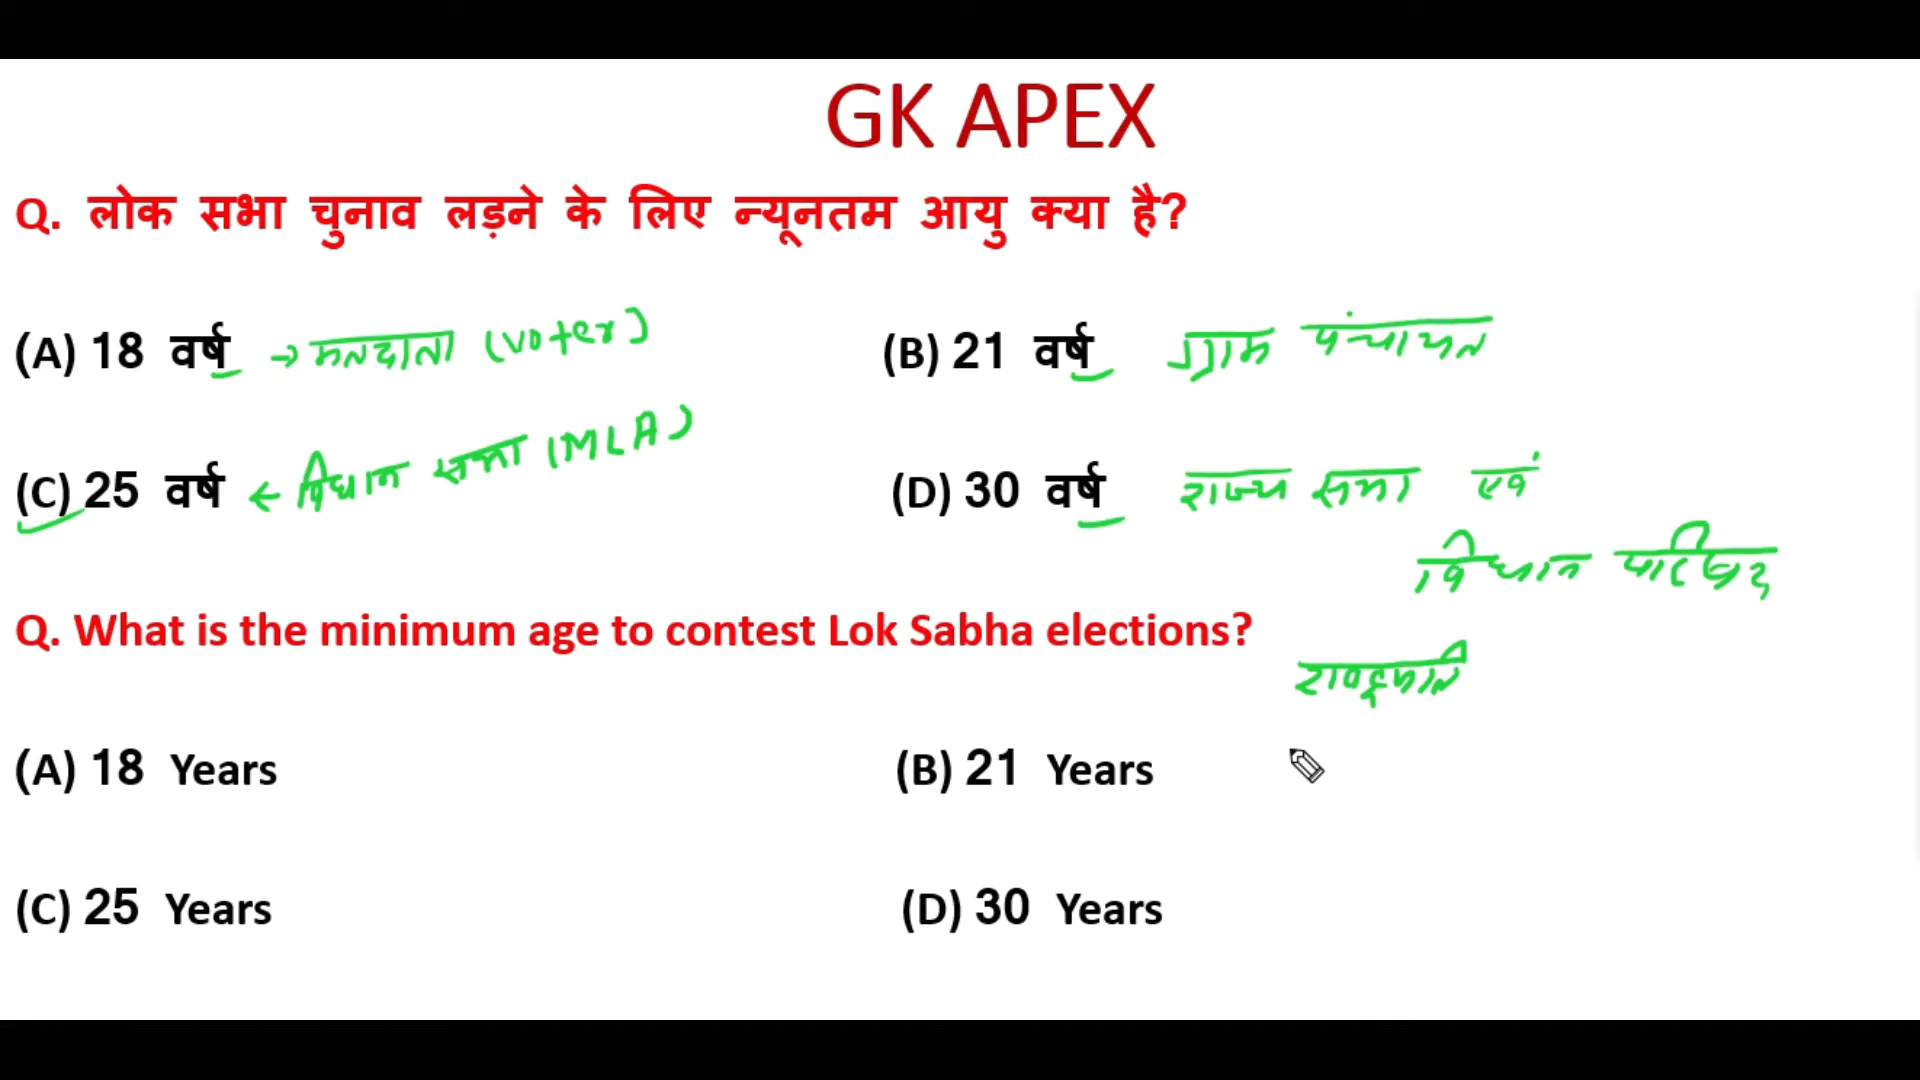 GK APEX
Q. लोक सभा चुनाव लड़ने के लिए न्यूनतम आयु क्या है?
(A) 18 वर्ष → मतदाता (voter) (B) 21 वर्ष ग्राम पंचायत
(C) 25 वर्ष ← विधान सभा (MLA) (D) 30 वर्ष राज्य सभा एवं
विधान परिषद
Q. What is the minimum age to contest Lok Sabha elections?
राष्ट्रपति
(A) 18 Years (B) 21 Years
(C) 25 Years (D) 30 Years